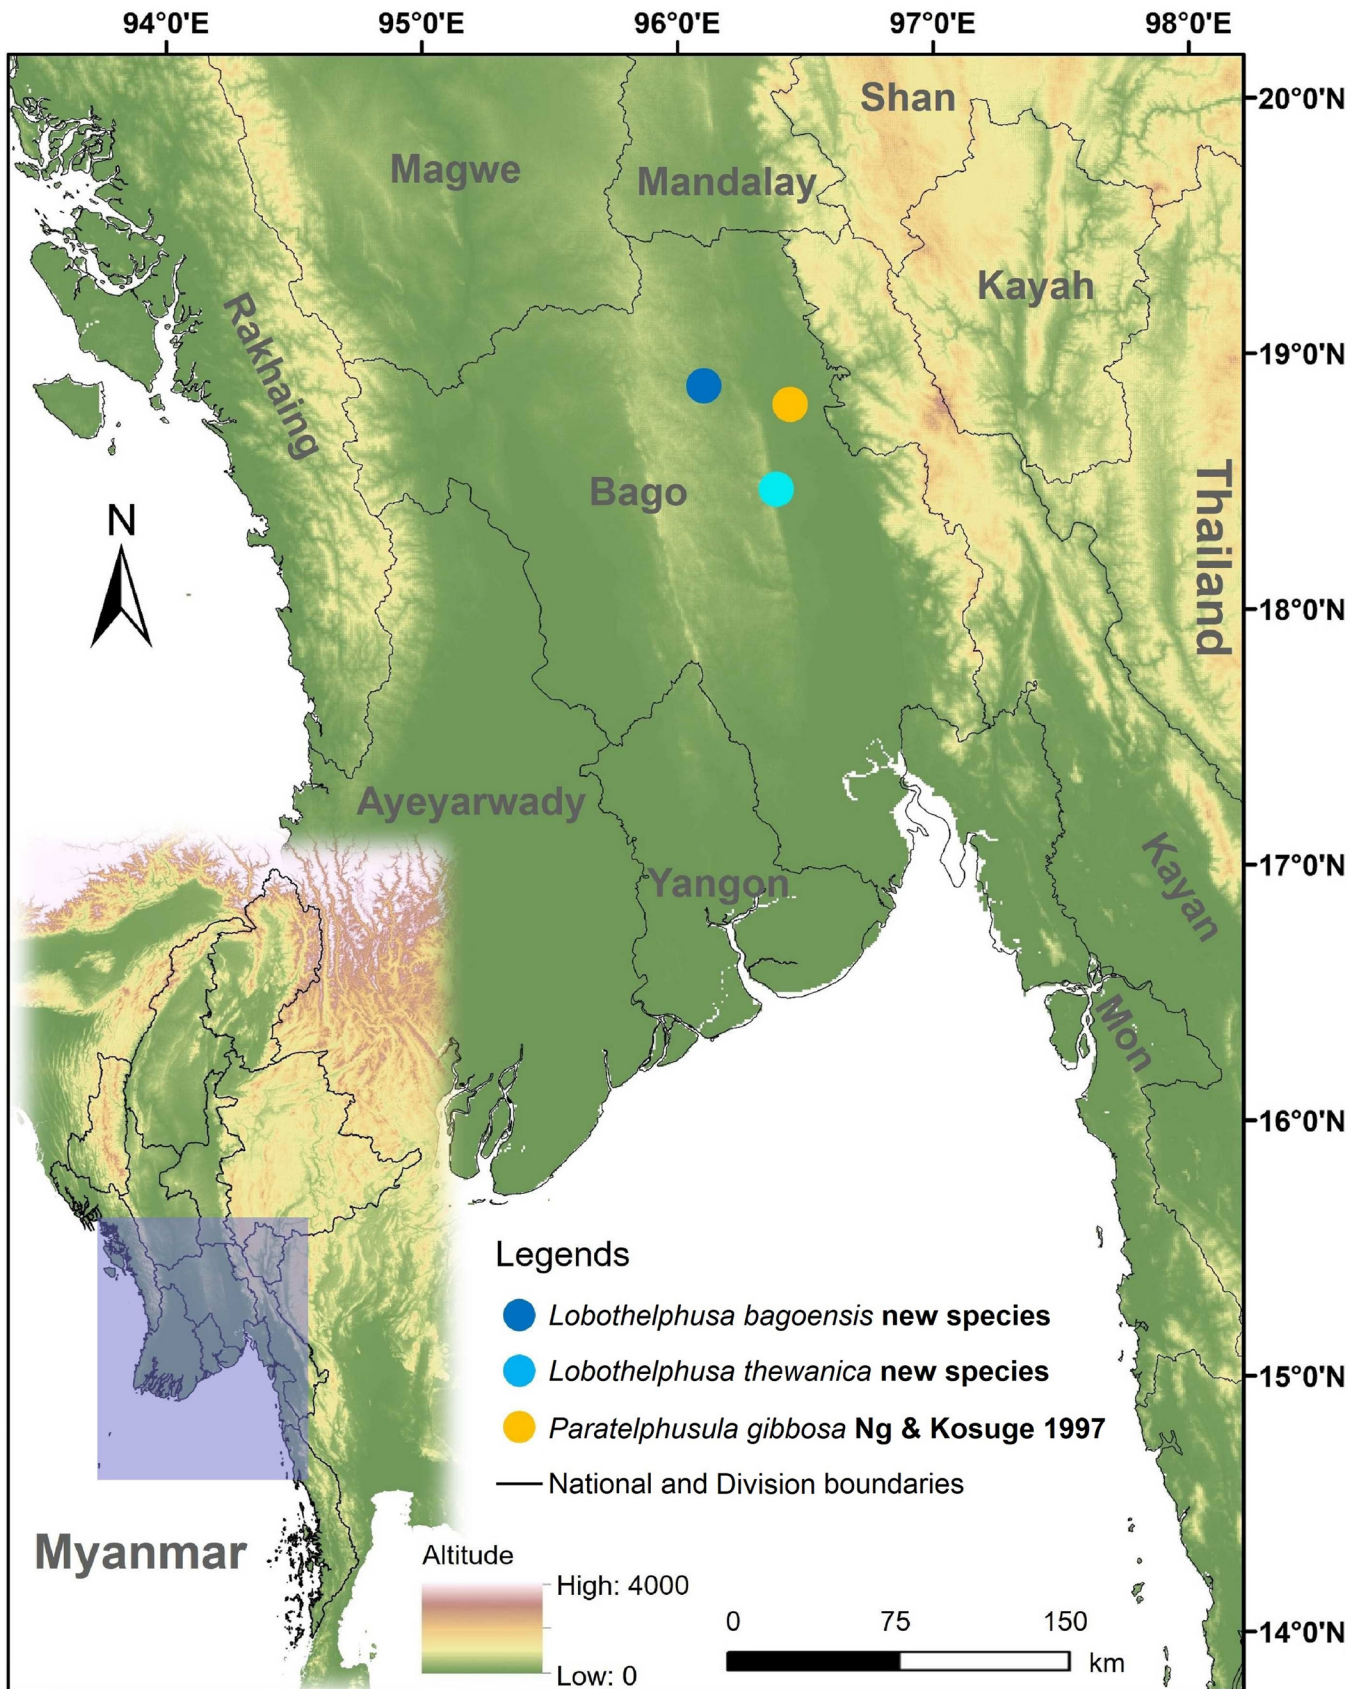 94°0'E 95°0'E 96°0'E 97°0'E 98°0'E
20°0'N
Shan
Magwe
Mandalay
Kayah
Rakhaing
19°0'N
Bago
Thailand
N
18°0'N
Ayeyarwady
Yangon
17°0'N
Kayan
Mon
16°0'N
Legends
Lobothelphusa bagoensis new species
Lobothelphusa thewanica new species
15°0'N
Paratelphusula gibbosa Ng & Kosuge 1997
National and Division boundaries
Myanmar
Altitude
High: 4000
Low: 0
0 75 150
km
14°0'N